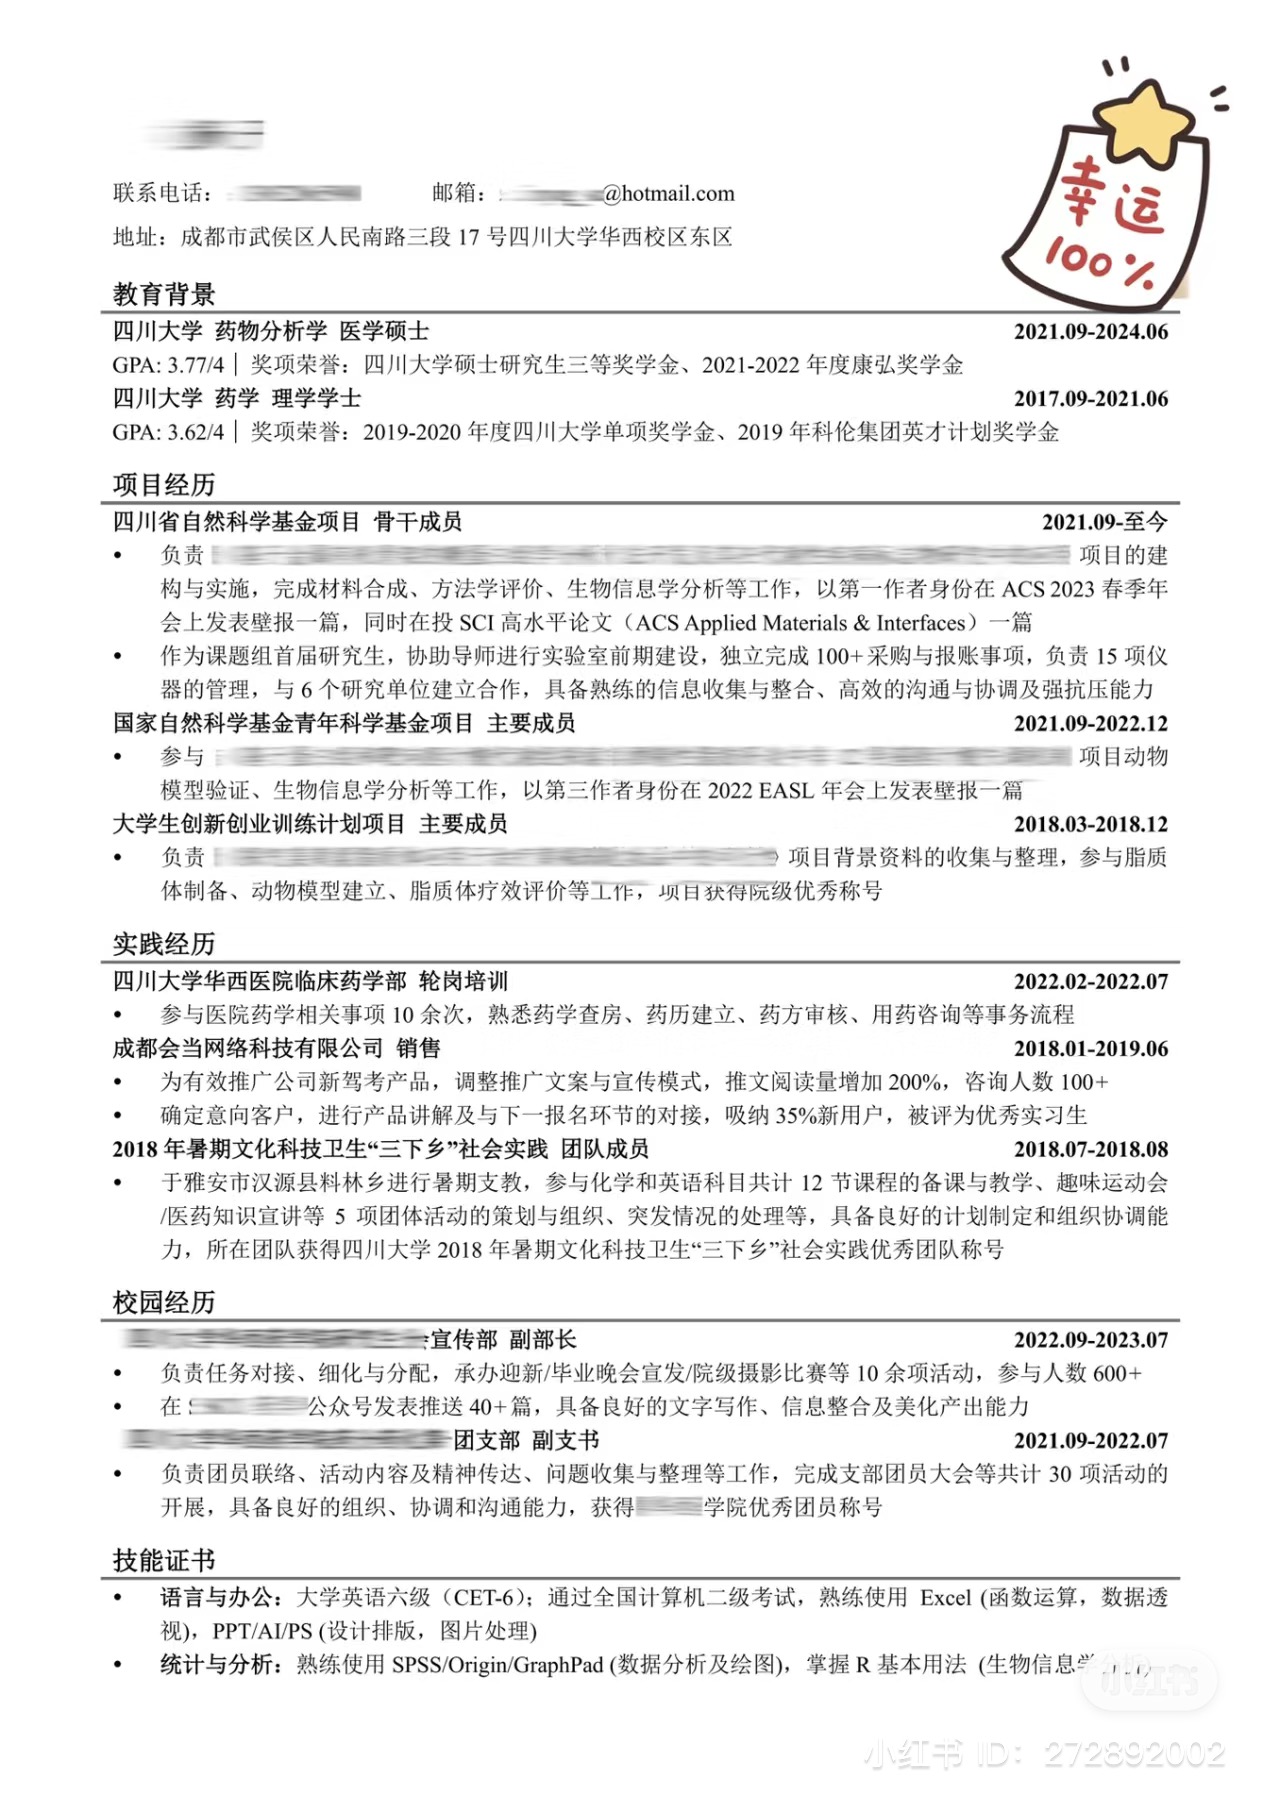 幸运
100%
联系电话： 邮箱： @hotmail.com
地址：成都市武侯区人民南路三段 17 号四川大学华西校区东区
教育背景
四川大学 药物分析学 医学硕士 2021.09-2024.06
GPA: 3.77/4｜ 奖项荣誉：四川大学硕士研究生三等奖学金、2021-2022 年度康弘奖学金
四川大学 药学 理学学士 2017.09-2021.06
GPA: 3.62/4｜ 奖项荣誉：2019-2020 年度四川大学单项奖学金、2019 年科伦集团英才计划奖学金
项目经历
四川省自然科学基金项目 骨干成员 2021.09-至今
• 负责 项目的建
构与实施，完成材料合成、方法学评价、生物信息学分析等工作，以第一作者身份在 ACS 2023 春季年
会上发表壁报一篇，同时在投 SCI 高水平论文（ACS Applied Materials & Interfaces）一篇
• 作为课题组首届研究生，协助导师进行实验室前期建设，独立完成 100+采购与报账事项，负责 15 项仪
器的管理，与 6 个研究单位建立合作，具备熟练的信息收集与整合、高效的沟通与协调及强抗压能力
国家自然科学基金青年科学基金项目 主要成员 2021.09-2022.12
• 参与 项目动物
模型验证、生物信息学分析等工作，以第三作者身份在 2022 EASL 年会上发表壁报一篇
大学生创新创业训练计划项目 主要成员 2018.03-2018.12
• 负责 项目背景资料的收集与整理，参与脂质
体制备、动物模型建立、脂质体疗效评价等工作，项目获得院级优秀称号
实践经历
四川大学华西医院临床药学部 轮岗培训 2022.02-2022.07
• 参与医院药学相关事项 10 余次，熟悉药学查房、药历建立、药方审核、用药咨询等事务流程
成都会当网络科技有限公司 销售 2018.01-2019.06
• 为有效推广公司新驾考产品，调整推广文案与宣传模式，推文阅读量增加 200%，咨询人数 100+
• 确定意向客户，进行产品讲解及与下一报名环节的对接，吸纳 35%新用户，被评为优秀实习生
2018 年暑期文化科技卫生“三下乡”社会实践 团队成员 2018.07-2018.08
• 于雅安市汉源县料林乡进行暑期支教，参与化学和英语科目共计 12 节课程的备课与教学、趣味运动会
/医药知识宣讲等 5 项团体活动的策划与组织、突发情况的处理等，具备良好的计划制定和组织协调能
力，所在团队获得四川大学 2018 年暑期文化科技卫生“三下乡”社会实践优秀团队称号
校园经历
宣传部 副部长 2022.09-2023.07
• 负责任务对接、细化与分配，承办迎新/毕业晚会宣发/院级摄影比赛等 10 余项活动，参与人数 600+
• 在 公众号发表推送 40+篇，具备良好的文字写作、信息整合及美化产出能力
团支部 副支书 2021.09-2022.07
• 负责团员联络、活动内容及精神传达、问题收集与整理等工作，完成支部团员大会等共计 30 项活动的
开展，具备良好的组织、协调和沟通能力，获得 学院优秀团员称号
技能证书
• 语言与办公：大学英语六级（CET-6）；通过全国计算机二级考试，熟练使用 Excel (函数运算，数据透
视)，PPT/AI/PS (设计排版，图片处理)
• 统计与分析：熟练使用 SPSS/Origin/GraphPad (数据分析及绘图)，掌握 R 基本用法 (生物信息学分析)
小红书
小红书 ID：272892002